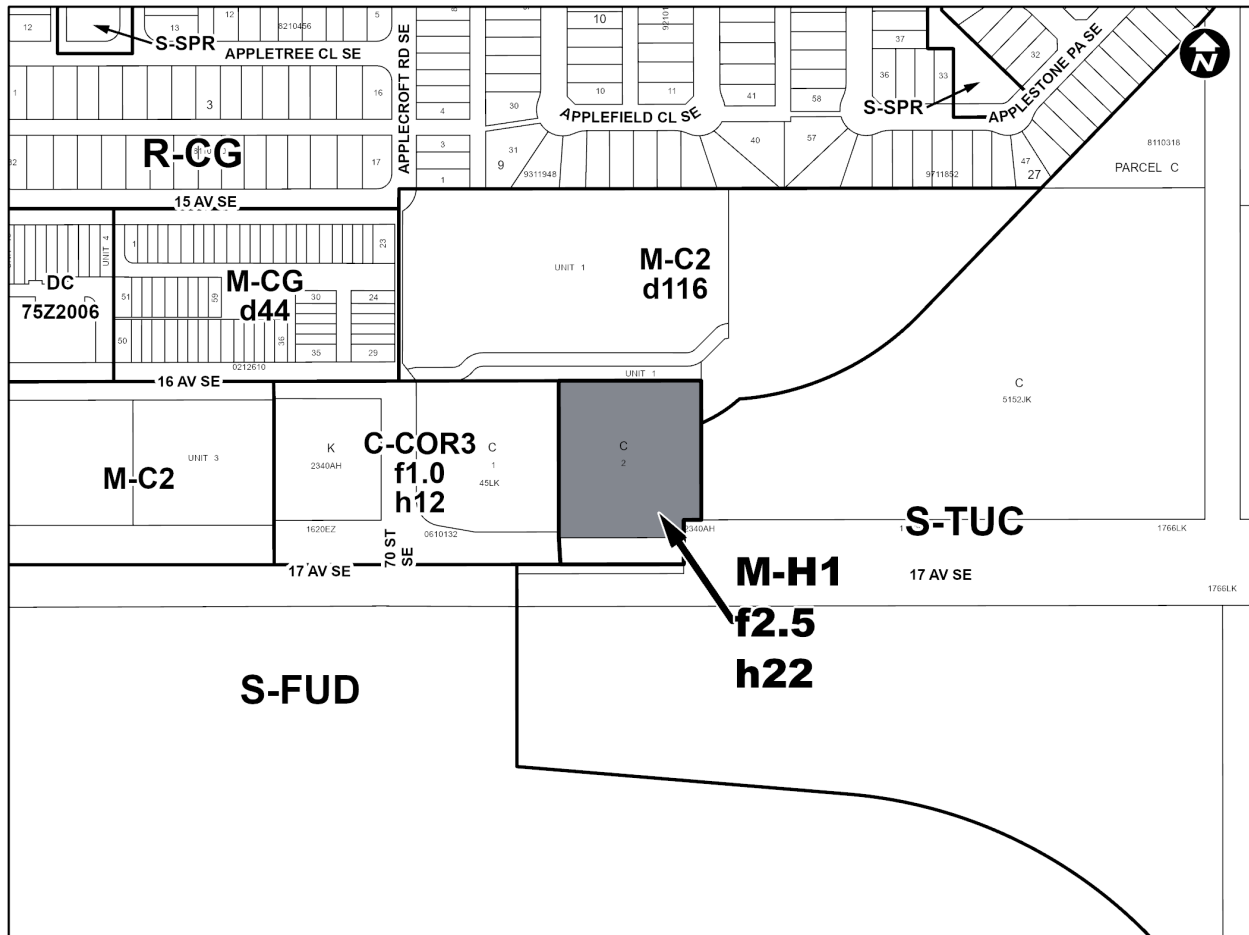 12
13
12
8210456
5
S-SPR
APPLETREE CL SE
APPLECROFT RD SE
10
37
32
36
33
S-SPR
APPLESTONE PA SE
N
1
3
16
4
30
10
11
41
58
APPLEFIELD CL SE
R-CG
17
3
1
31
9
9311948
40
57
9711852
47
27
8110318
PARCEL C
15 AV SE
UNIT 4
1
23
DC
75Z2006
M-CG
d44
51
59
30
24
50
36
35
29
0212610
UNIT 1
M-C2
d116
16 AV SE
UNIT 1
C
5152JK
M-C2
UNIT 3
K
2340AH
C-COR3
f1.0
h12
C
1
45LK
C
2
1620EZ
70 ST
SE
0610132
2340AH
S-TUC
1766LK
17 AV SE
17 AV SE
1766LK
M-H1
f2.5
h22
S-FUD